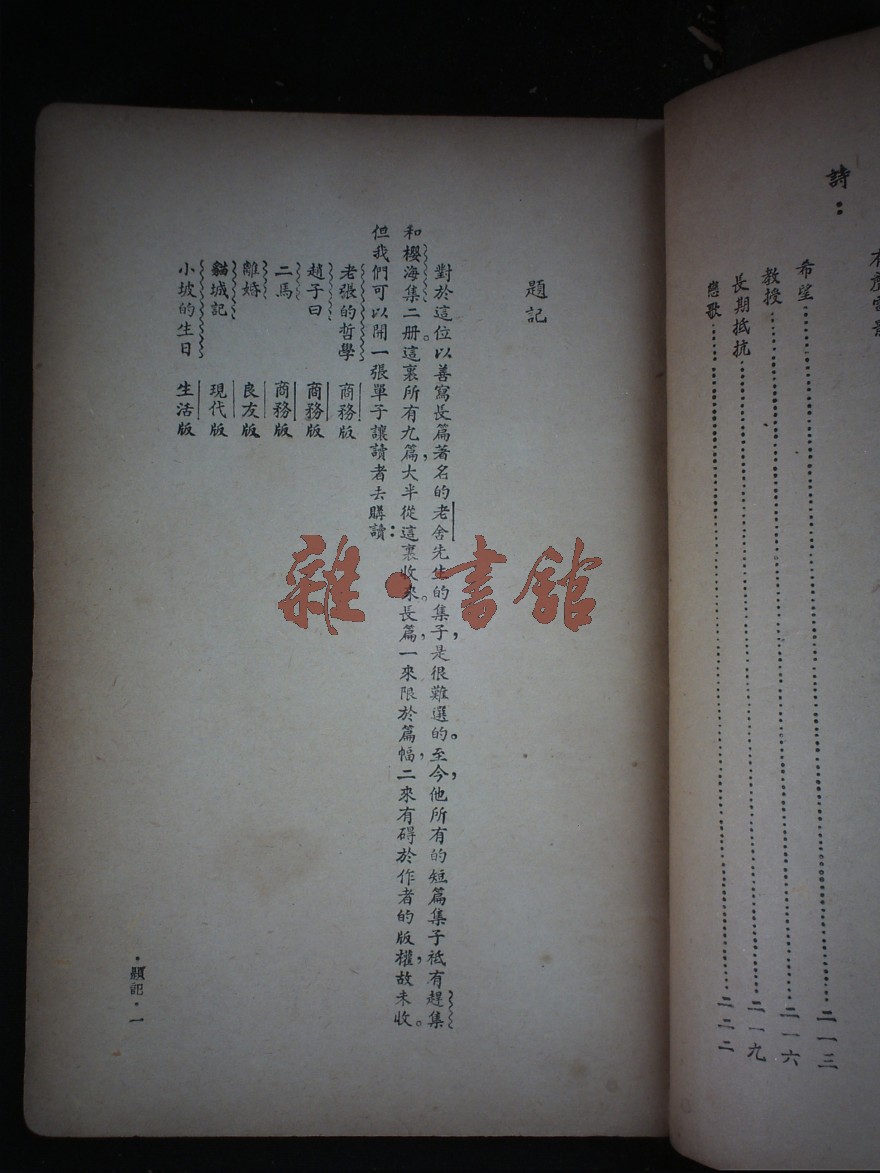 詩：
希望……二一三
教授……二一六
長期抵抗……二一九
戀歌……二二二
題記
對於這位以善寫長篇著名的老舍先生的集子，是很難選的。至今，他所有的短篇集子祗有趕集
和櫻海集二册。這裏所有九篇，大半從這裏收來。長篇，一來限於篇幅，二來有碍於作者的版權，故未收。
但我們可以開一張單子讓讀者去購讀：
老張的哲學 商務版
趙子曰 商務版
二馬 商務版
離婚 良友版
貓城記 現代版
小坡的生日 生活版
·題記·一
雜·書館